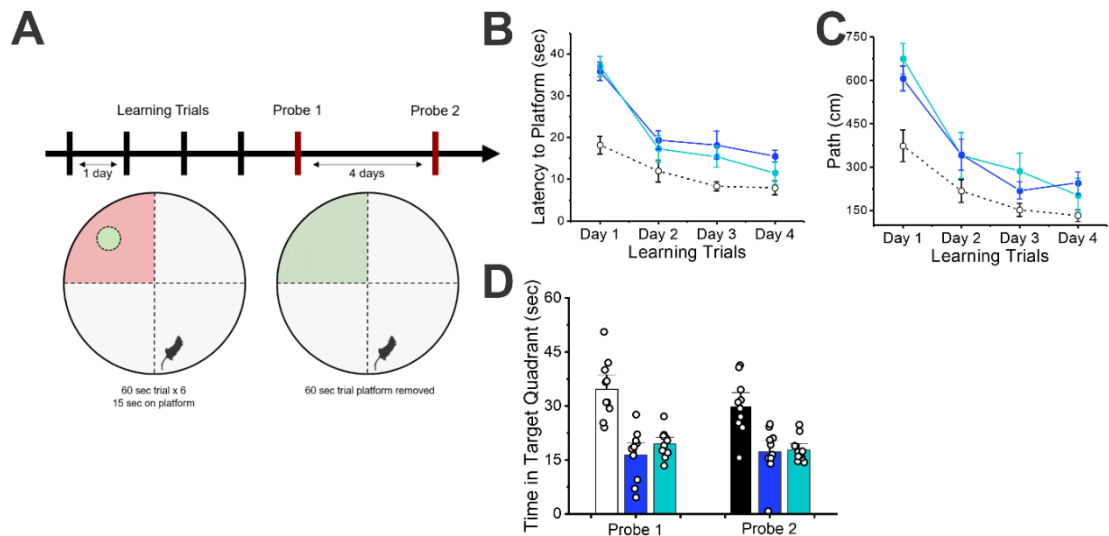 A
Learning Trials
Probe 1
Probe 2
1 day
4 days
60 sec trial x 6
15 sec on platform
60 sec trial platform removed
B
Latency to Platform (sec)
40
30
20
10
0
Day 1
Day 2
Day 3
Day 4
Learning Trials
C
Path (cm)
750
600
450
300
150
Day 1
Day 2
Day 3
Day 4
Learning Trials
D
Time in Target Quadrant (sec)
60
45
30
15
0
Probe 1
Probe 2